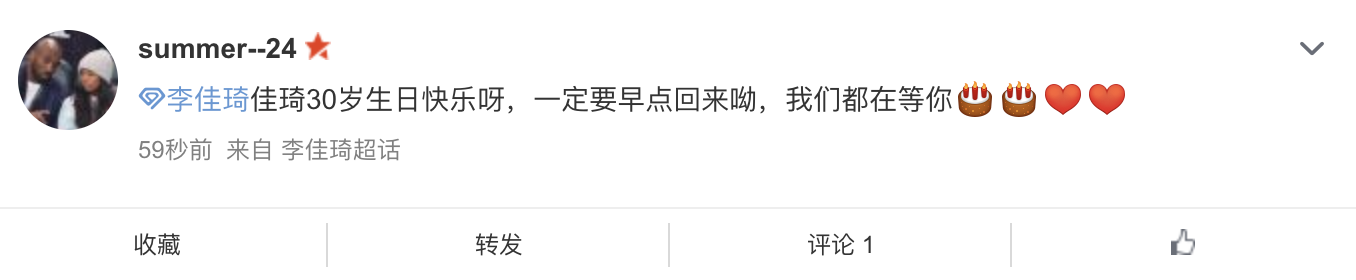 summer--24
李佳琦佳琦30岁生日快乐呀，一定要早点回来呦，我们都在等你🎂🎂❤️❤️
59秒前 来自 李佳琦超话
收藏
转发
评论 1